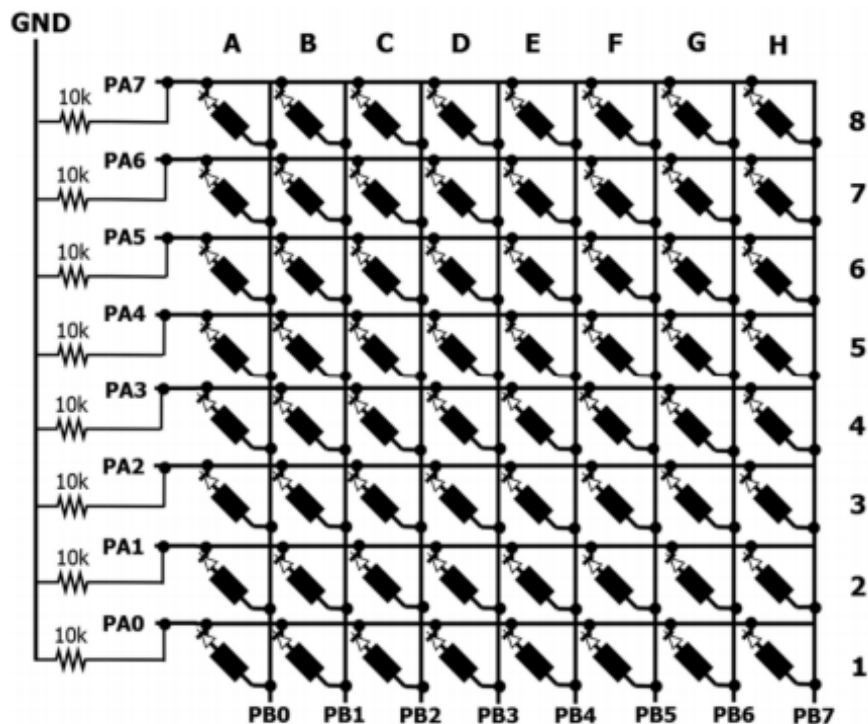 GND
A B C D E F G H
PA7
10k
8
PA6
10k
7
PA5
10k
6
PA4
10k
5
PA3
10k
4
PA2
10k
3
PA1
10k
2
PA0
10k
1
PB0 PB1 PB2 PB3 PB4 PB5 PB6 PB7